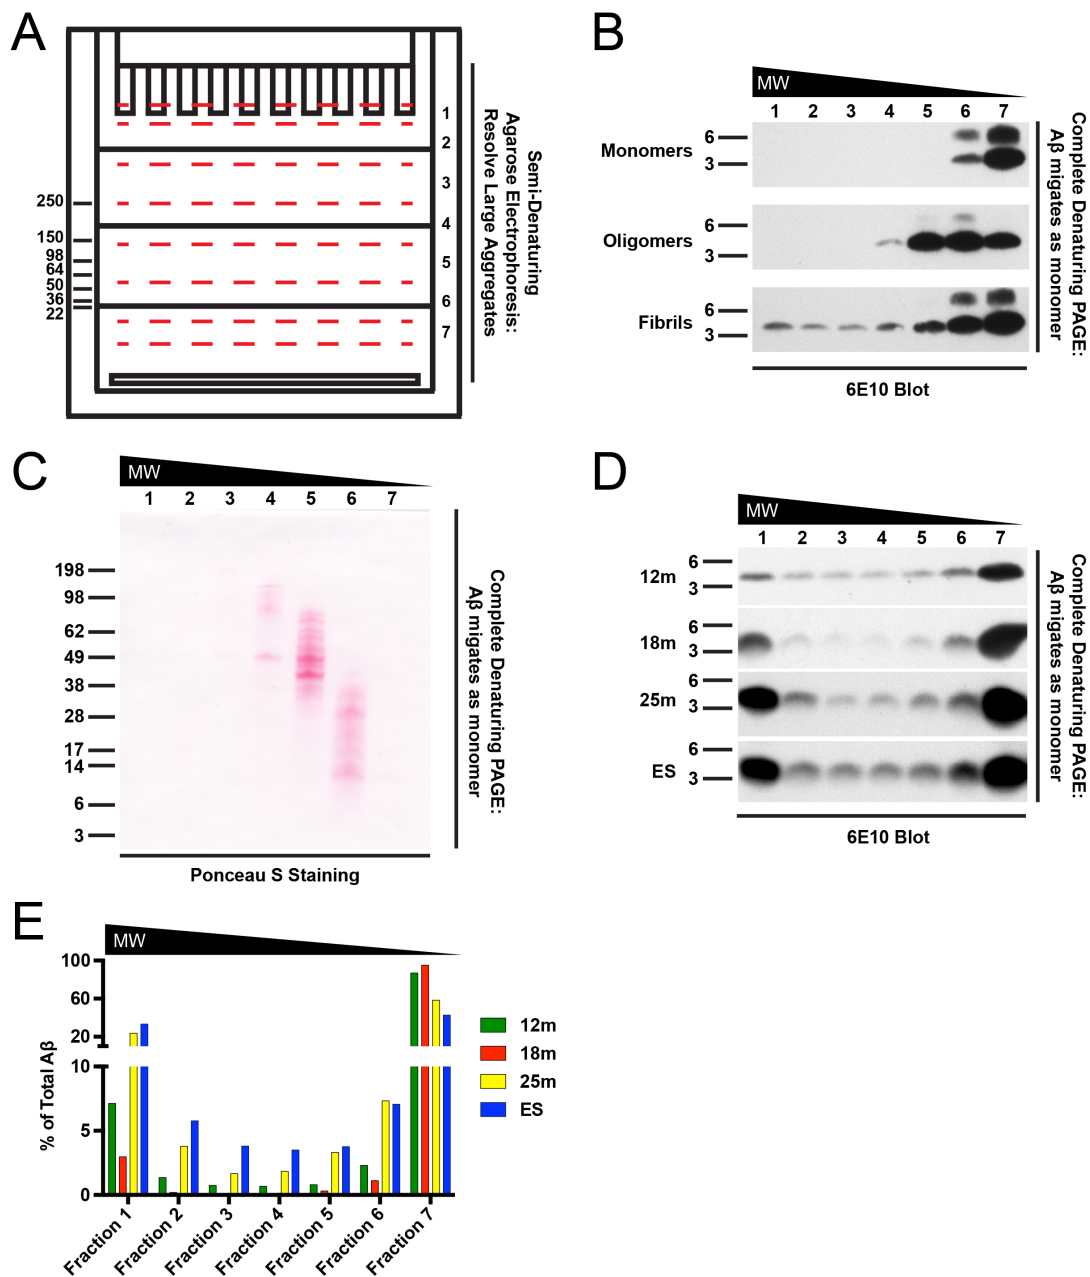 A
1
2
3
4
5
6
7
250
150
98
64
50
36
22
Semi-Denaturing
Agarose Electrophoresis:
Resolve Large Aggregates
B
MW
1 2 3 4 5 6 7
Monomers
6
3
Oligomers
6
3
Fibrils
6
3
6E10 Blot
Complete Denaturing PAGE:
Aβ migates as monomer
C
MW
1 2 3 4 5 6 7
198
98
62
49
38
28
17
14
6
3
Ponceau S Staining
Complete Denaturing PAGE:
Aβ migates as monomer
D
MW
1 2 3 4 5 6 7
12m
6
3
18m
6
3
25m
6
3
ES
6
3
6E10 Blot
Complete Denaturing PAGE:
Aβ migates as monomer
E
MW
% of Total Aβ
100
60
20
10
5
0
Fraction 1
Fraction 2
Fraction 3
Fraction 4
Fraction 5
Fraction 6
Fraction 7
12m
18m
25m
ES